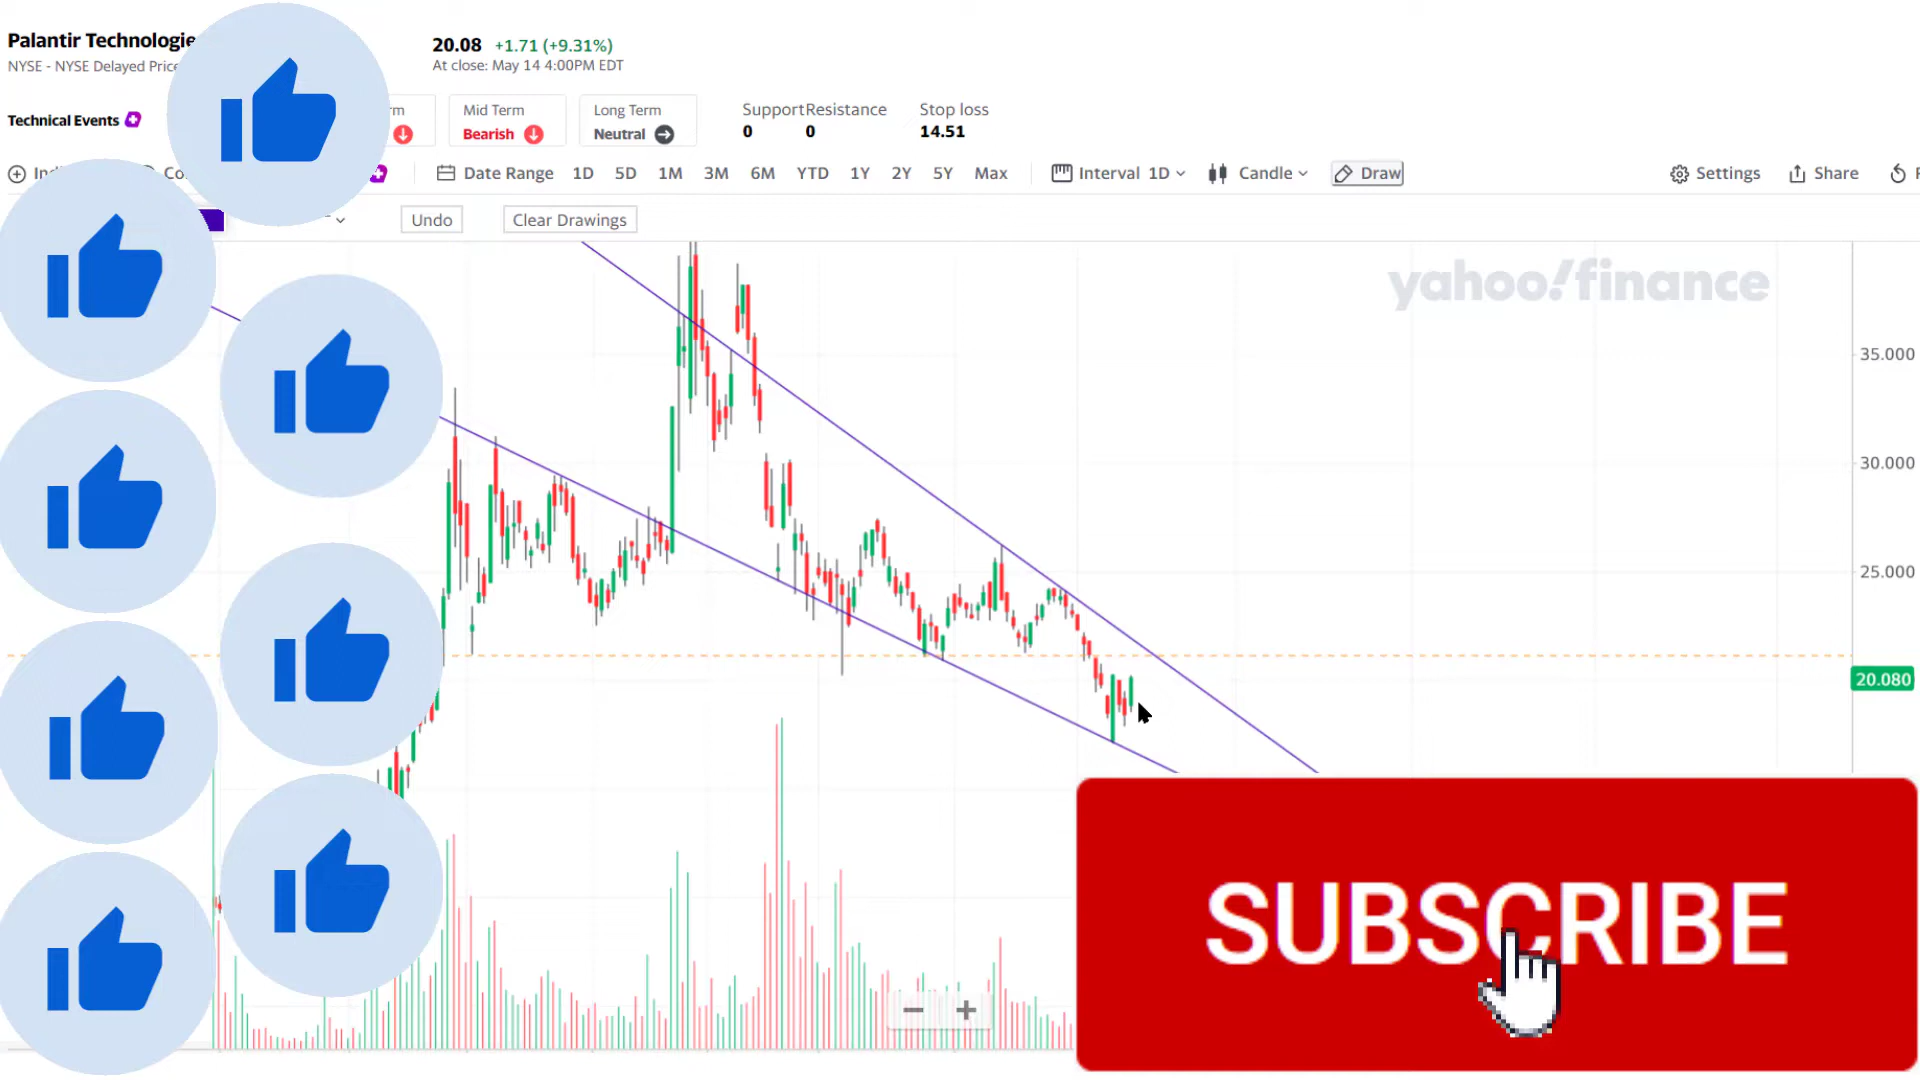 Palantir Technologie
20.08 +1.71 (+9.31%)
NYSE - NYSE Delayed Price
At close: May 14 4:00PM EDT
Technical Events
Mid Term
Bearish
Long Term
Neutral
Support Resistance
0 0
Stop loss
14.51
Date Range 1D 5D 1M 3M 6M YTD 1Y 2Y 5Y Max
Interval 1D
Candle
Draw
Settings
Share
Undo
Clear Drawings
yahoo!finance
35.000
30.000
25.000
20.080
SUBSCRIBE